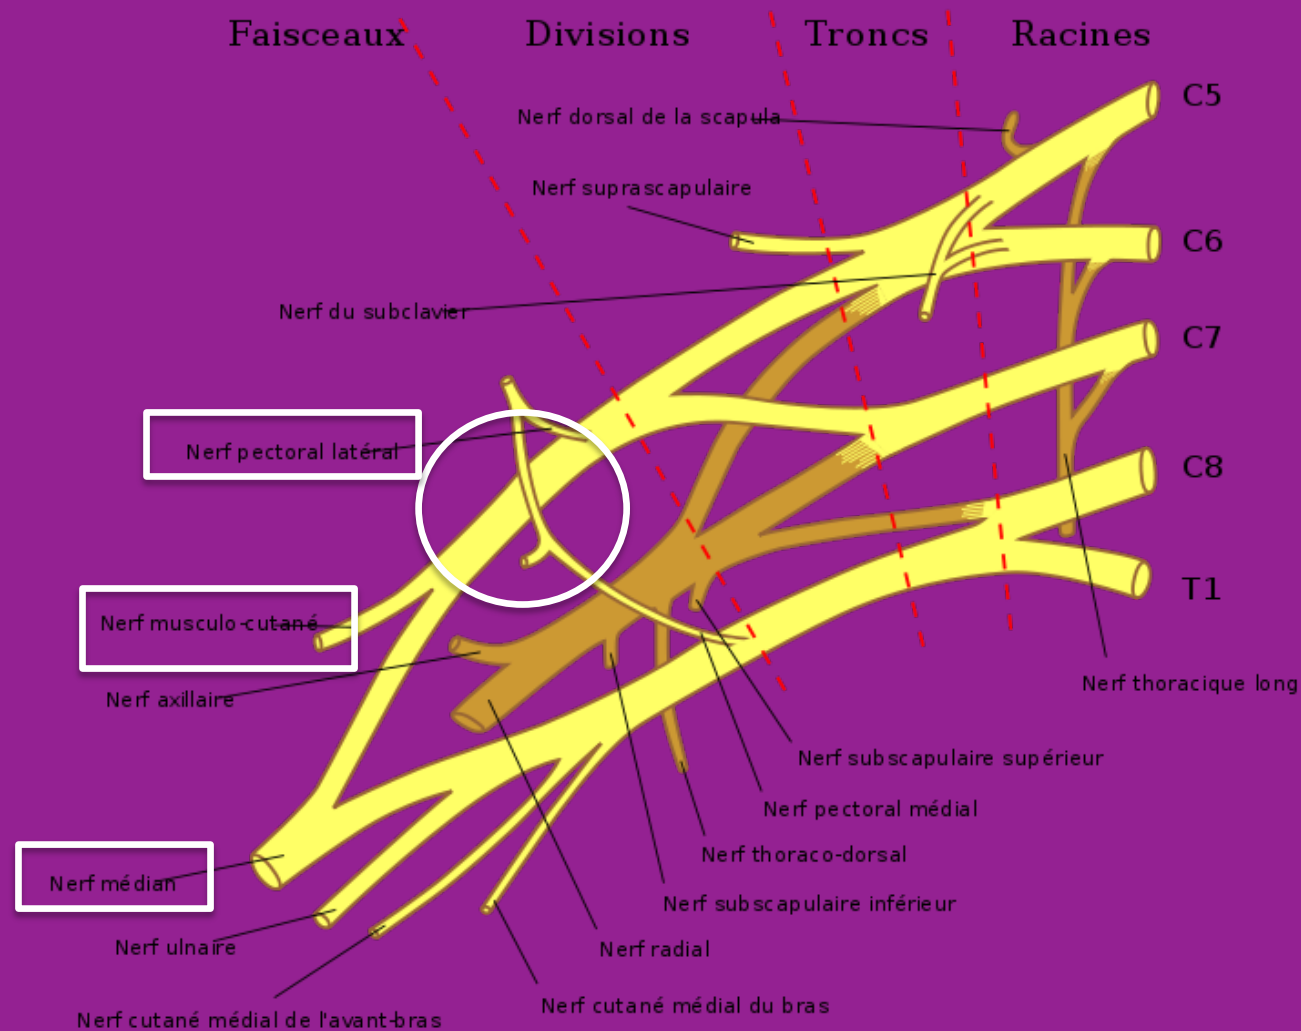 Faisceaux Divisions Troncs Racines
C5
Nerf dorsal de la scapula
Nerf suprascapulaire
C6
Nerf du subclavier
C7
Nerf pectoral latéral
C8
T1
Nerf musculo-cutané
Nerf axillaire
Nerf thoracique long
Nerf subscapulaire supérieur
Nerf pectoral médial
Nerf thoraco-dorsal
Nerf médian
Nerf subscapulaire inférieur
Nerf ulnaire
Nerf radial
Nerf cutané médial du bras
Nerf cutané médial de l'avant-bras